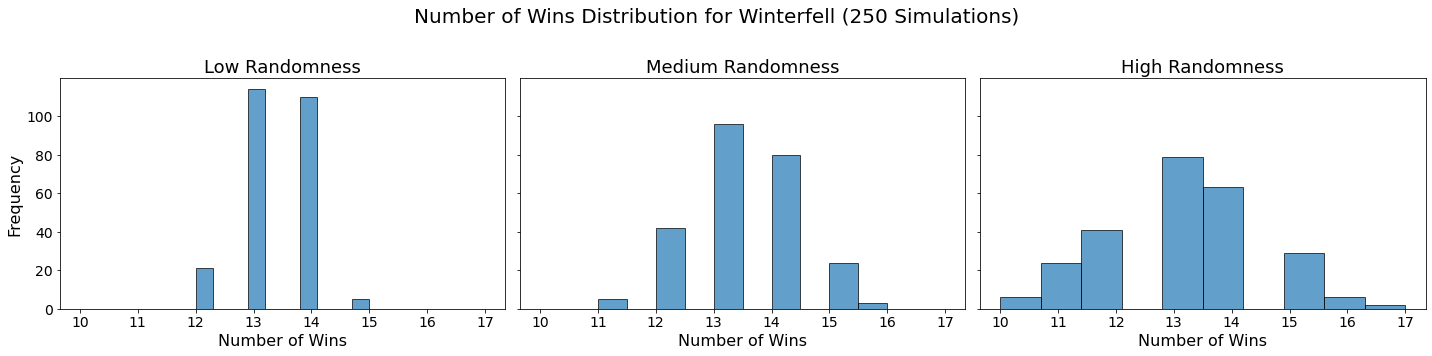 Number of Wins Distribution for Winterfell (250 Simulations)
Low Randomness
Medium Randomness
High Randomness
Frequency
100
80
60
40
20
0
10 11 12 13 14 15 16 17
10 11 12 13 14 15 16 17
10 11 12 13 14 15 16 17
Number of Wins
Number of Wins
Number of Wins